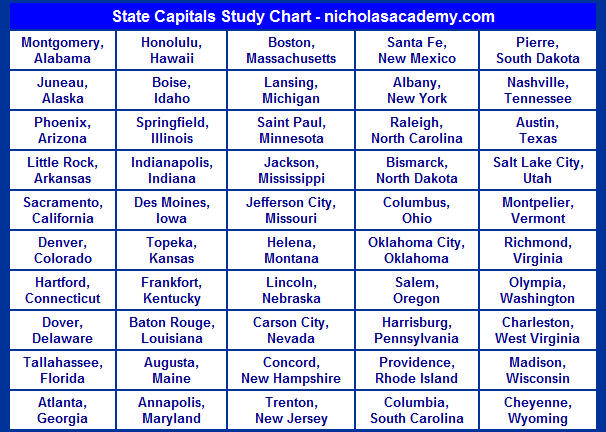 State Capitals Study Chart - nicholasacademy.com
Montgomery,
Alabama
Honolulu,
Hawaii
Boston,
Massachusetts
Santa Fe,
New Mexico
Pierre,
South Dakota
Juneau,
Alaska
Boise,
Idaho
Lansing,
Michigan
Albany,
New York
Nashville,
Tennessee
Phoenix,
Arizona
Springfield,
Illinois
Saint Paul,
Minnesota
Raleigh,
North Carolina
Austin,
Texas
Little Rock,
Arkansas
Indianapolis,
Indiana
Jackson,
Mississippi
Bismarck,
North Dakota
Salt Lake City,
Utah
Sacramento,
California
Des Moines,
Iowa
Jefferson City,
Missouri
Columbus,
Ohio
Montpelier,
Vermont
Denver,
Colorado
Topeka,
Kansas
Helena,
Montana
Oklahoma City,
Oklahoma
Richmond,
Virginia
Hartford,
Connecticut
Frankfort,
Kentucky
Lincoln,
Nebraska
Salem,
Oregon
Olympia,
Washington
Dover,
Delaware
Baton Rouge,
Louisiana
Carson City,
Nevada
Harrisburg,
Pennsylvania
Charleston,
West Virginia
Tallahassee,
Florida
Augusta,
Maine
Concord,
New Hampshire
Providence,
Rhode Island
Madison,
Wisconsin
Atlanta,
Georgia
Annapolis,
Maryland
Trenton,
New Jersey
Columbia,
South Carolina
Cheyenne,
Wyoming